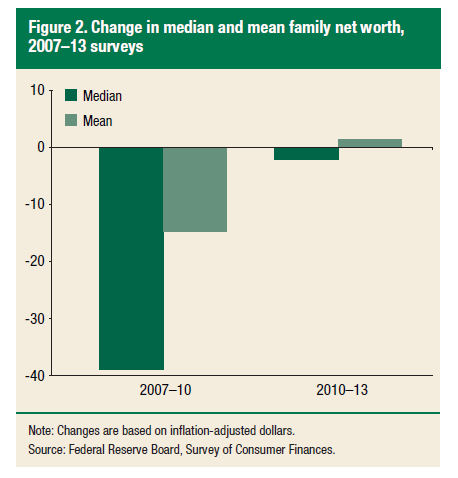 Figure 2. Change in median and mean family net worth,
2007–13 surveys
10
Median
Mean
0
-10
-20
-30
-40
2007–10
2010–13
Note: Changes are based on inflation-adjusted dollars.
Source: Federal Reserve Board, Survey of Consumer Finances.